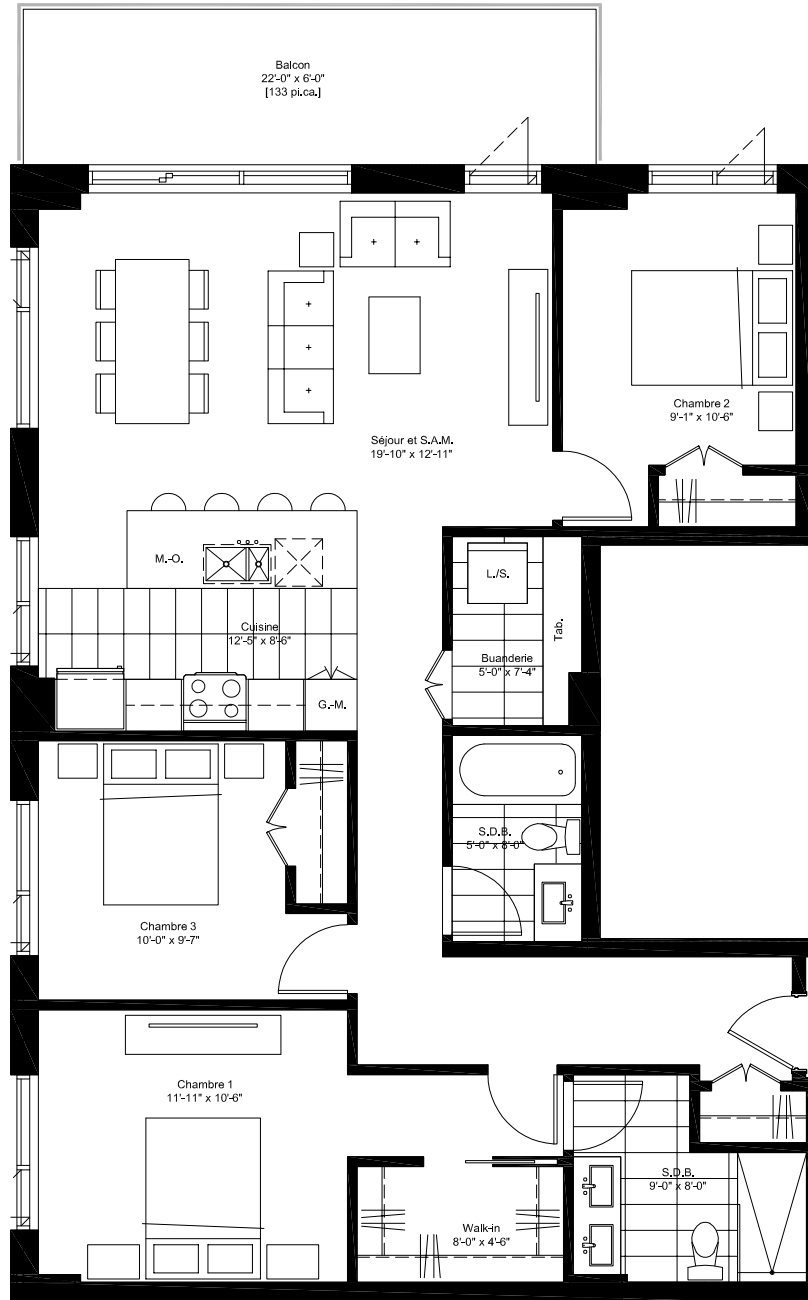 Balcon
22'-0" x 6'-0"
[133 pi.ca.]
Chambre 2
9'-1" x 10'-6"
Séjour et S.A.M.
19'-10" x 12'-11"
M.-O.
L./S.
Tab.
Cuisine
12'-5" x 8'-6"
Buanderie
5'-0" x 7'-4"
G.-M.
S.D.B.
5'-0" x 8'-0"
Chambre 3
10'-0" x 9'-7"
Chambre 1
11'-11" x 10'-6"
S.D.B.
9'-0" x 8'-0"
Walk-in
8'-0" x 4'-6"